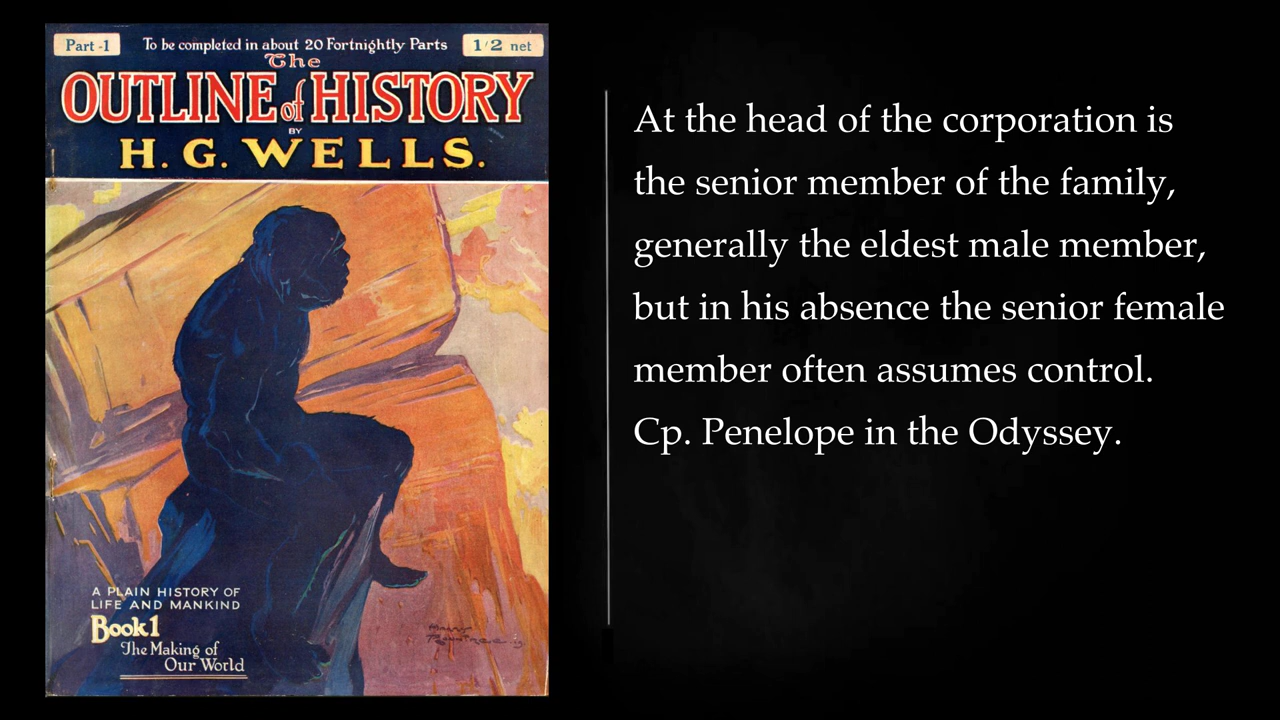 Part -1
To be completed in about 20 Fortnightly Parts
1/2 net
The
OUTLINE of HISTORY
BY
H. G. WELLS.
A PLAIN HISTORY OF
LIFE AND MANKIND
Book 1
The Making of
Our World
At the head of the corporation is
the senior member of the family,
generally the eldest male member,
but in his absence the senior female
member often assumes control.
Cp. Penelope in the Odyssey.